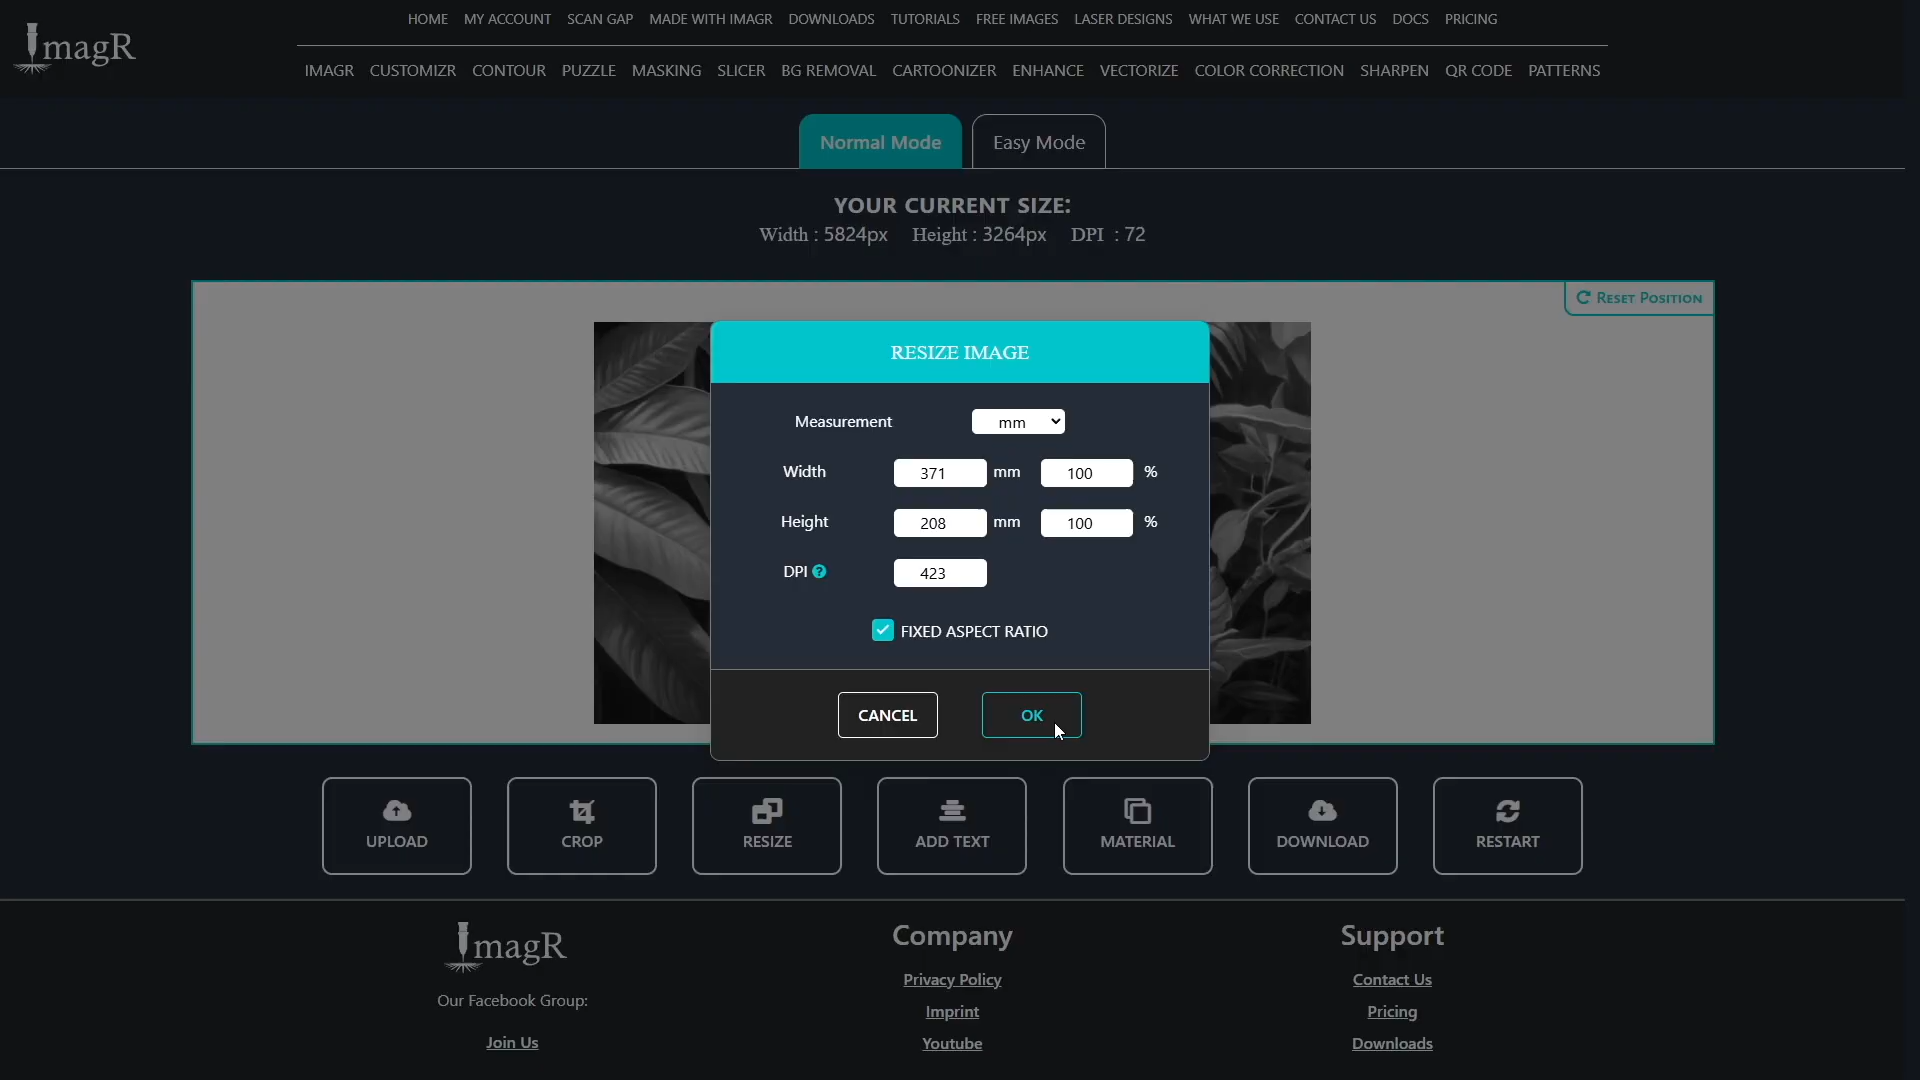 ImagR
HOME MY ACCOUNT SCAN GAP MADE WITH IMAGR DOWNLOADS TUTORIALS FREE IMAGES LASER DESIGNS WHAT WE USE CONTACT US DOCS PRICING
IMAGR CUSTOMIZR CONTOUR PUZZLE MASKING SLICER BG REMOVAL CARTOONIZER ENHANCE VECTORIZE COLOR CORRECTION SHARPEN QR CODE PATTERNS
Normal Mode Easy Mode
YOUR CURRENT SIZE:
Width : 5824px Height : 3264px DPI : 72
RESET POSITION
RESIZE IMAGE
Measurement mm
Width 371 mm 100 %
Height 208 mm 100 %
DPI ? 423
FIXED ASPECT RATIO
CANCEL OK
UPLOAD CROP RESIZE ADD TEXT MATERIAL DOWNLOAD RESTART
ImagR
Our Facebook Group:
Join Us
Company
Privacy Policy
Imprint
Youtube
Support
Contact Us
Pricing
Downloads